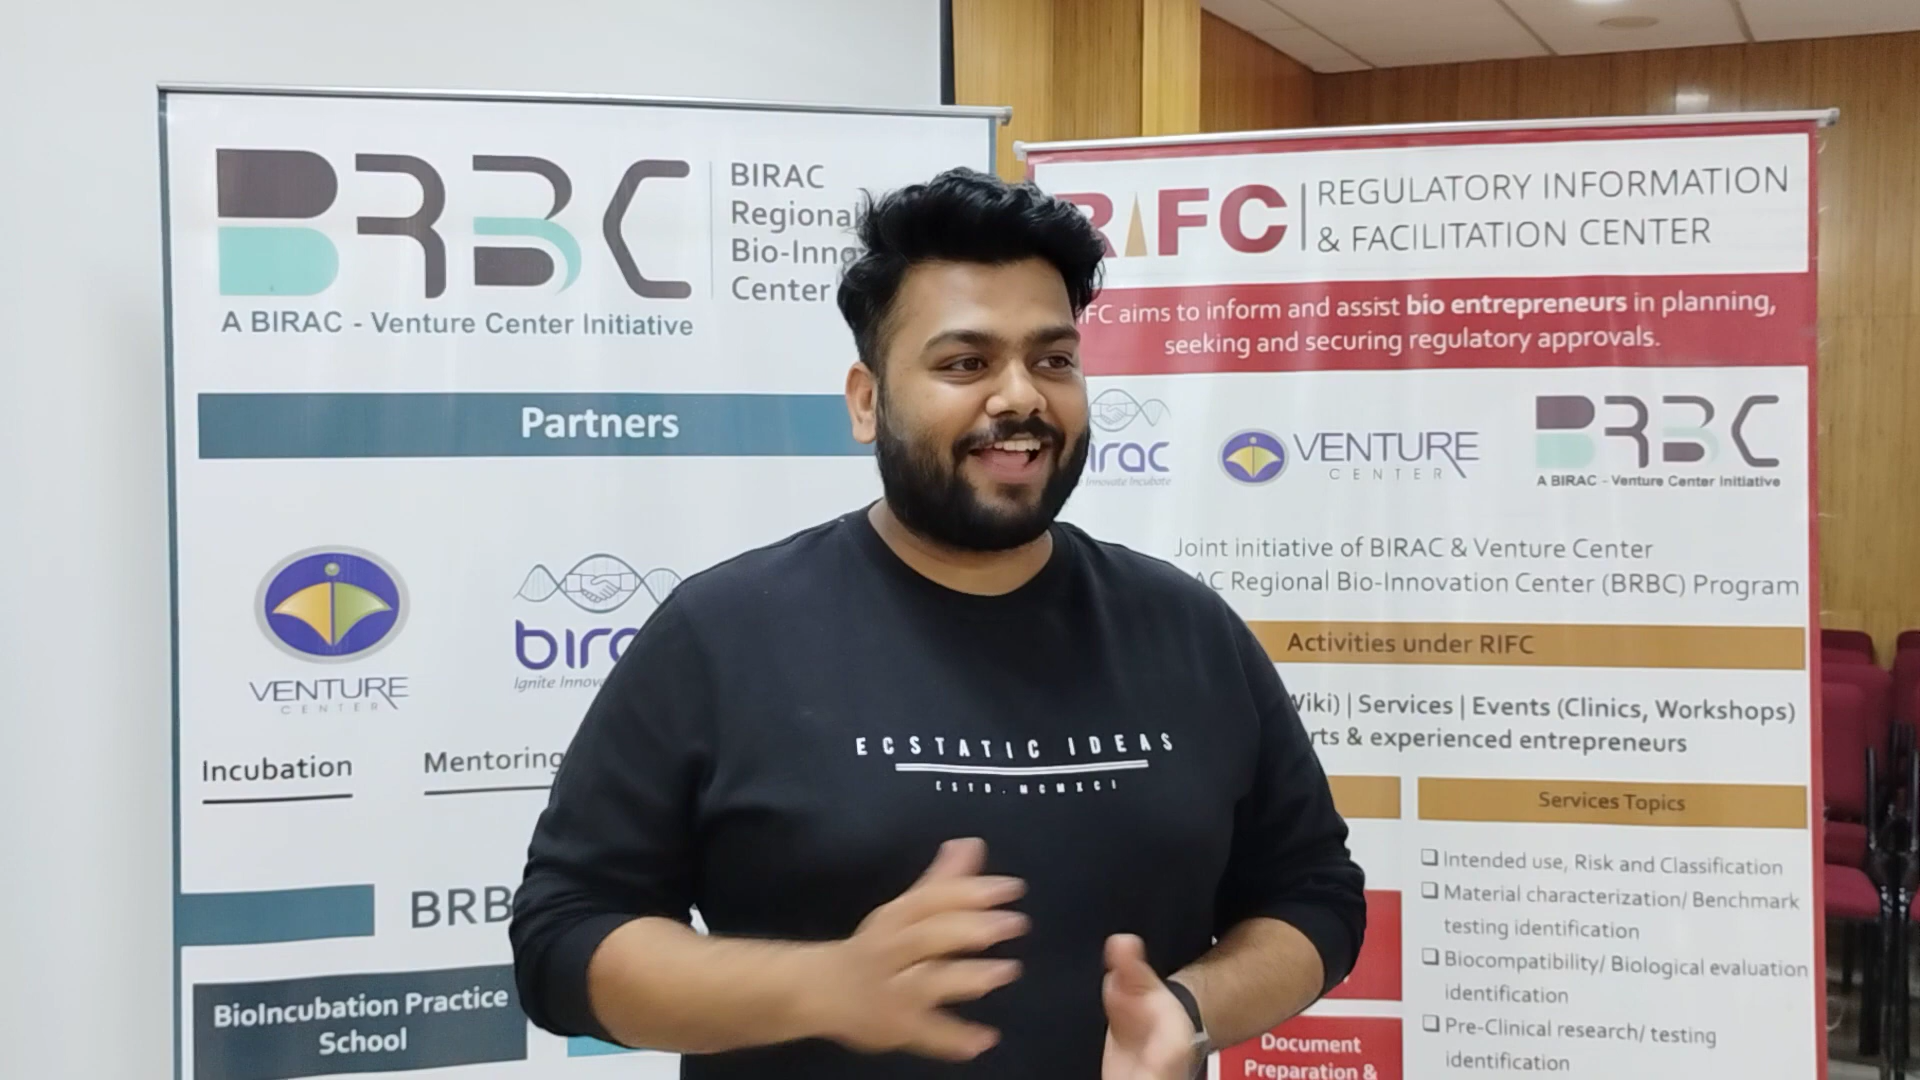 BRBC
BIRAC
Regional
Bio-Inno
Center
A BIRAC - Venture Center Initiative
Partners
VENTURE
CENTER
Ignite Innov
Incubation
Mentoring
BRB
BioIncubation Practice
School
RIFC
REGULATORY INFORMATION
& FACILITATION CENTER
FC aims to inform and assist bio entrepreneurs in planning,
seeking and securing regulatory approvals.
irac
Innovate Incubate
VENTURE
CENTER
BRBC
A BIRAC - Venture Center Initiative
Joint initiative of BIRAC & Venture Center
AC Regional Bio-Innovation Center (BRBC) Program
Activities under RIFC
Wiki) | Services | Events (Clinics, Workshops)
rts & experienced entrepreneurs
Services Topics
Intended use, Risk and Classification
Material characterization/ Benchmark
testing identification
Biocompatibility/ Biological evaluation
identification
Pre-Clinical research/ testing
identification
Document
Preparation &
ECSTATIC IDEAS
ESTD. MCMXCI